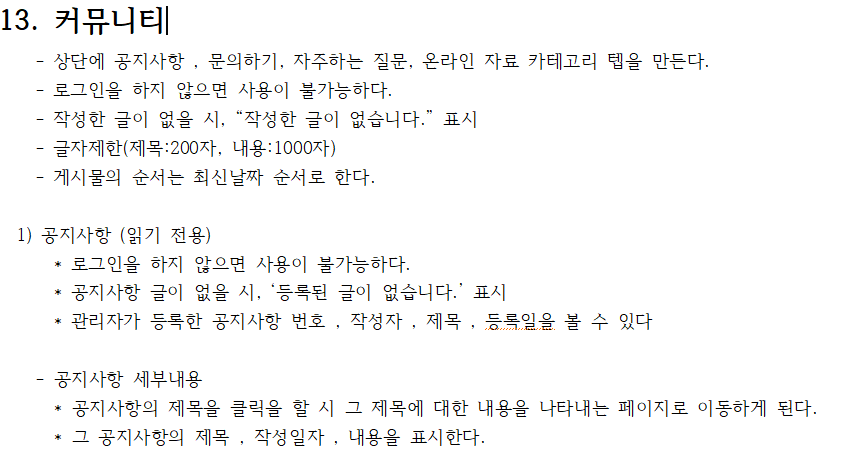 13. 커뮤니티
- 상단에 공지사항 , 문의하기, 자주하는 질문, 온라인 자료 카테고리 텝을 만든다.
- 로그인을 하지 않으면 사용이 불가능하다.
- 작성한 글이 없을 시, “작성한 글이 없습니다.” 표시
- 글자제한(제목:200자, 내용:1000자)
- 게시물의 순서는 최신날짜 순서로 한다.
1) 공지사항 (읽기 전용)
* 로그인을 하지 않으면 사용이 불가능하다.
* 공지사항 글이 없을 시, ‘등록된 글이 없습니다.’ 표시
* 관리자가 등록한 공지사항 번호 , 작성자 , 제목 , 등록일을 볼 수 있다
- 공지사항 세부내용
* 공지사항의 제목을 클릭을 할 시 그 제목에 대한 내용을 나타내는 페이지로 이동하게 된다.
* 그 공지사항의 제목 , 작성일자 , 내용을 표시한다.